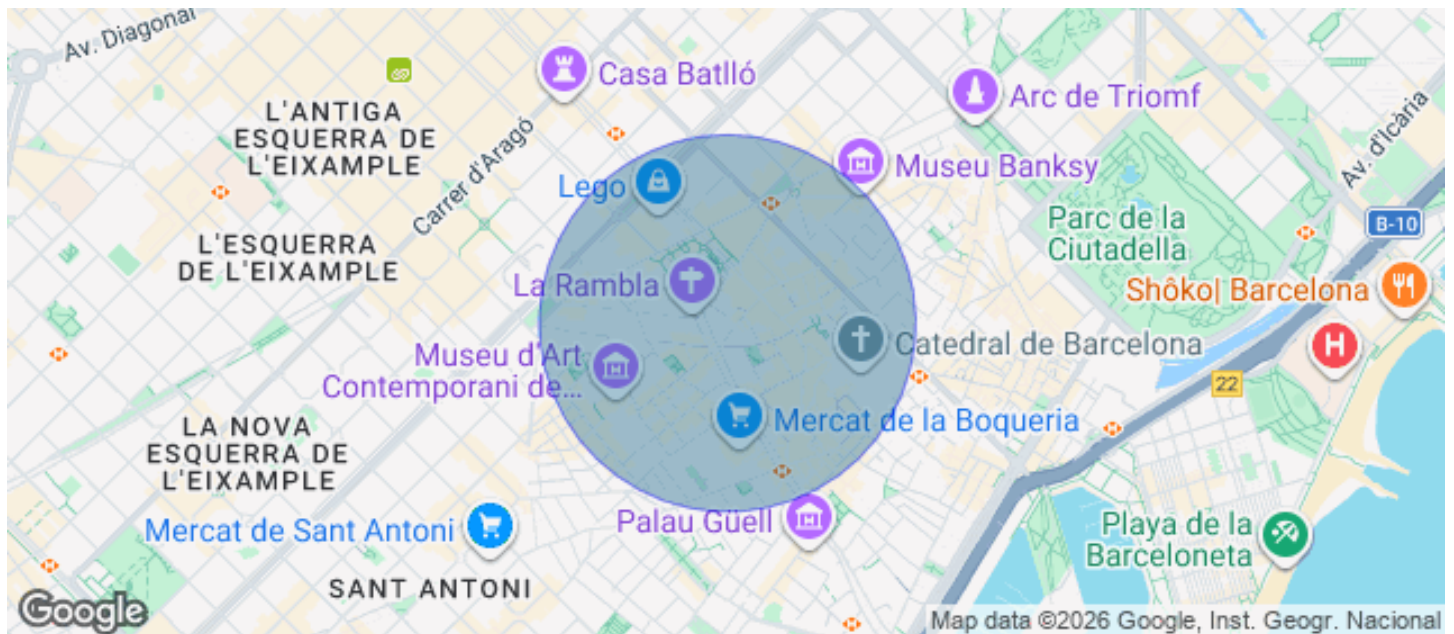 Av. Diagonal
Casa Batlló
Arc de Triomf
L'ANTIGA
ESQUERRA DE
L'EIXAMPLE
Carrer d'Aragó
Museu Banksy
Av. d'Icària
Lego
B-10
Parc de la
Ciutadella
L'ESQUERRA
DE L'EIXAMPLE
La Rambla
Shôko| Barcelona
Catedral de Barcelona
H
Museu d'Art
Contemporani de...
22
Mercat de la Boqueria
LA NOVA
ESQUERRA DE
L'EIXAMPLE
Mercat de Sant Antoni
Palau Güell
Playa de la
Barceloneta
SANT ANTONI
Google
Map data ©2026 Google, Inst. Geogr. Nacional